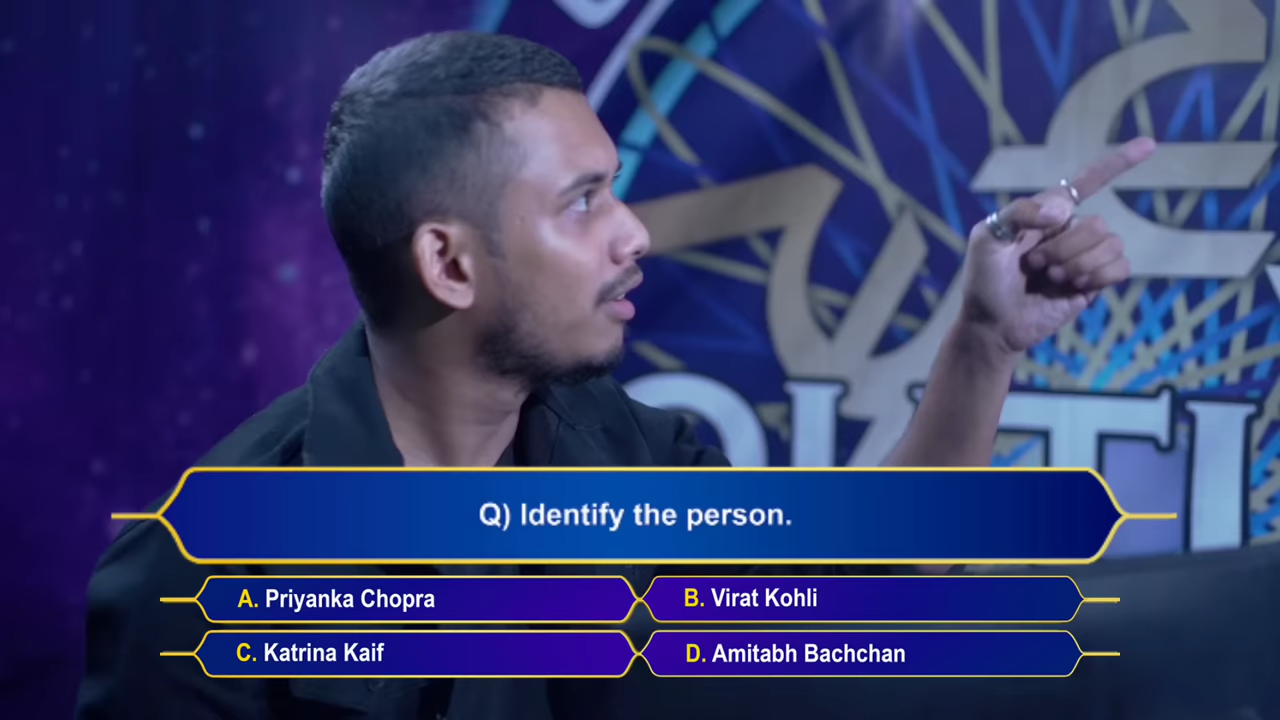 Q) Identify the person.
A. Priyanka Chopra
B. Virat Kohli
C. Katrina Kaif
D. Amitabh Bachchan